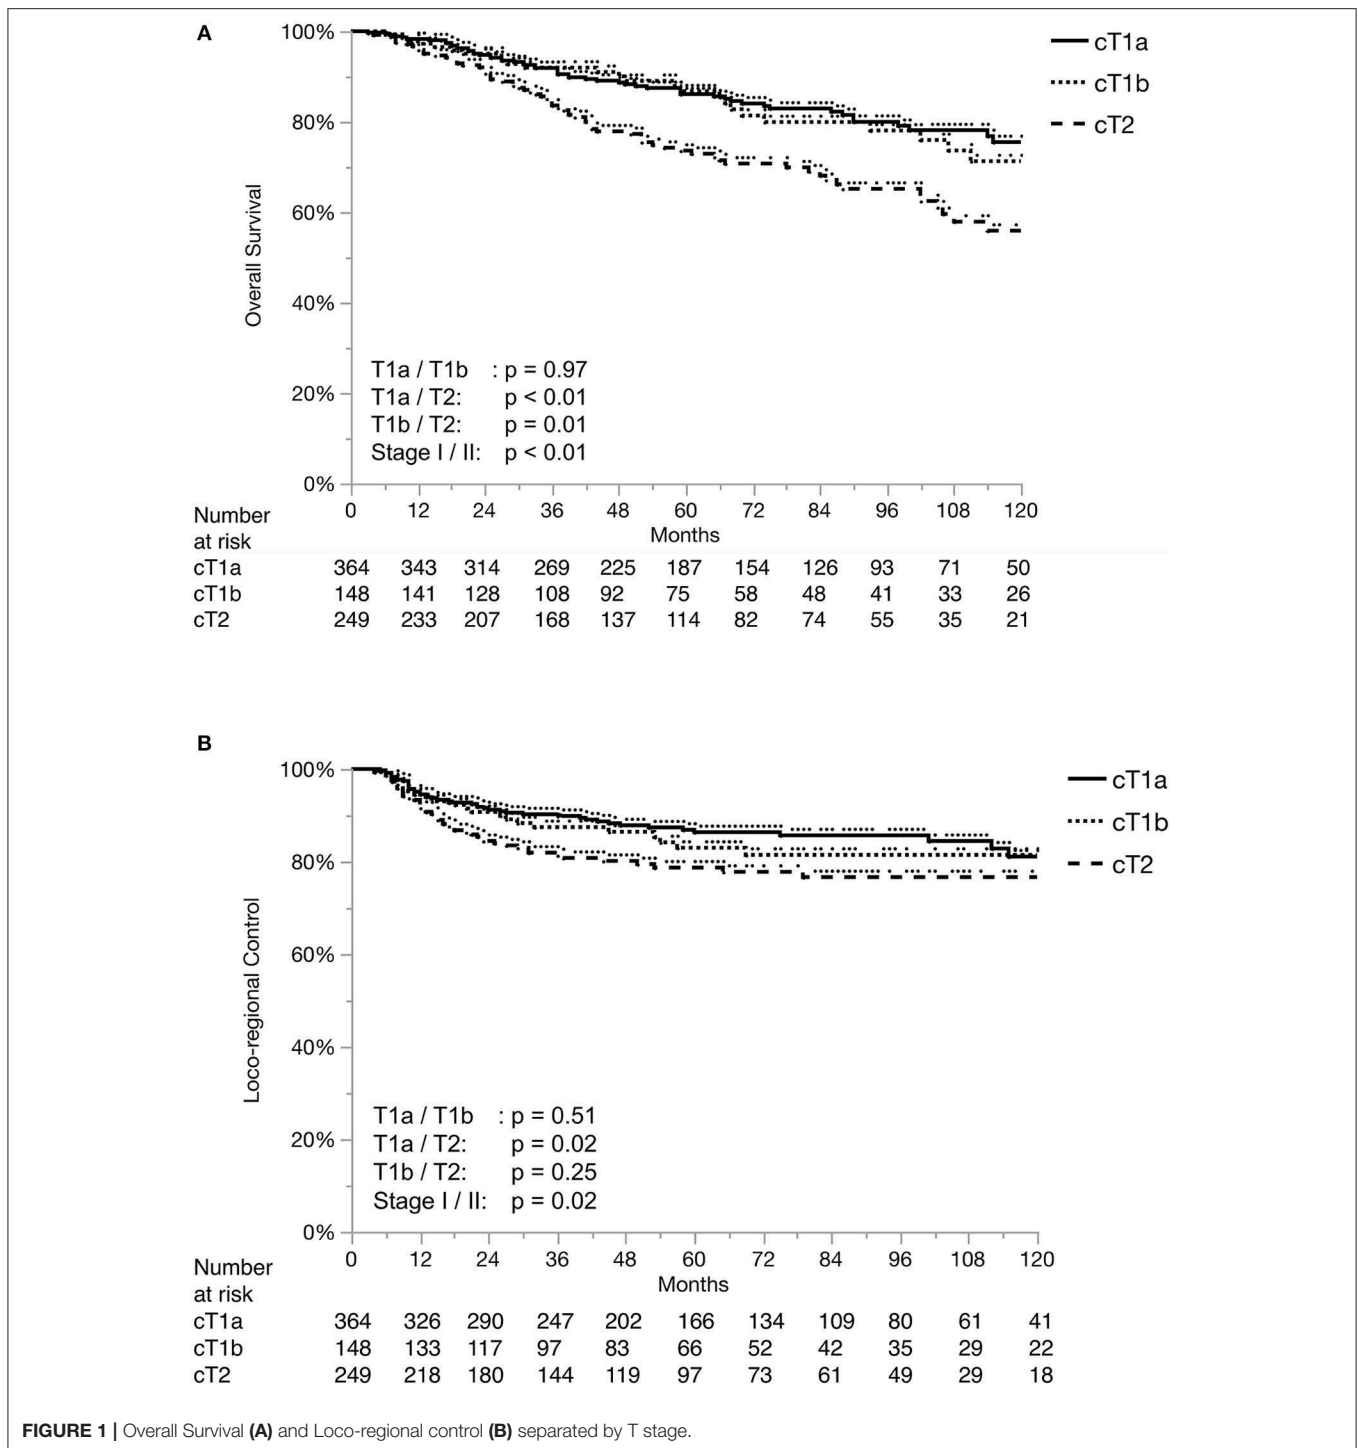 A
100%
80%
60%
40%
20%
0%
Overall Survival
cT1a
cT1b
cT2
T1a / T1b : p = 0.97
T1a / T2: p < 0.01
T1b / T2: p = 0.01
Stage I / II: p < 0.01
0 12 24 36 48 60 72 84 96 108 120
Months
Number
at risk
cT1a 364 343 314 269 225 187 154 126 93 71 50
cT1b 148 141 128 108 92 75 58 48 41 33 26
cT2 249 233 207 168 137 114 82 74 55 35 21
B
100%
80%
60%
40%
20%
0%
Loco-regional Control
cT1a
cT1b
cT2
T1a / T1b : p = 0.51
T1a / T2: p = 0.02
T1b / T2: p = 0.25
Stage I / II: p = 0.02
0 12 24 36 48 60 72 84 96 108 120
Months
Number
at risk
cT1a 364 326 290 247 202 166 134 109 80 61 41
cT1b 148 133 117 97 83 66 52 42 35 29 22
cT2 249 218 180 144 119 97 73 61 49 29 18
FIGURE 1 | Overall Survival (A) and Loco-regional control (B) separated by T stage.